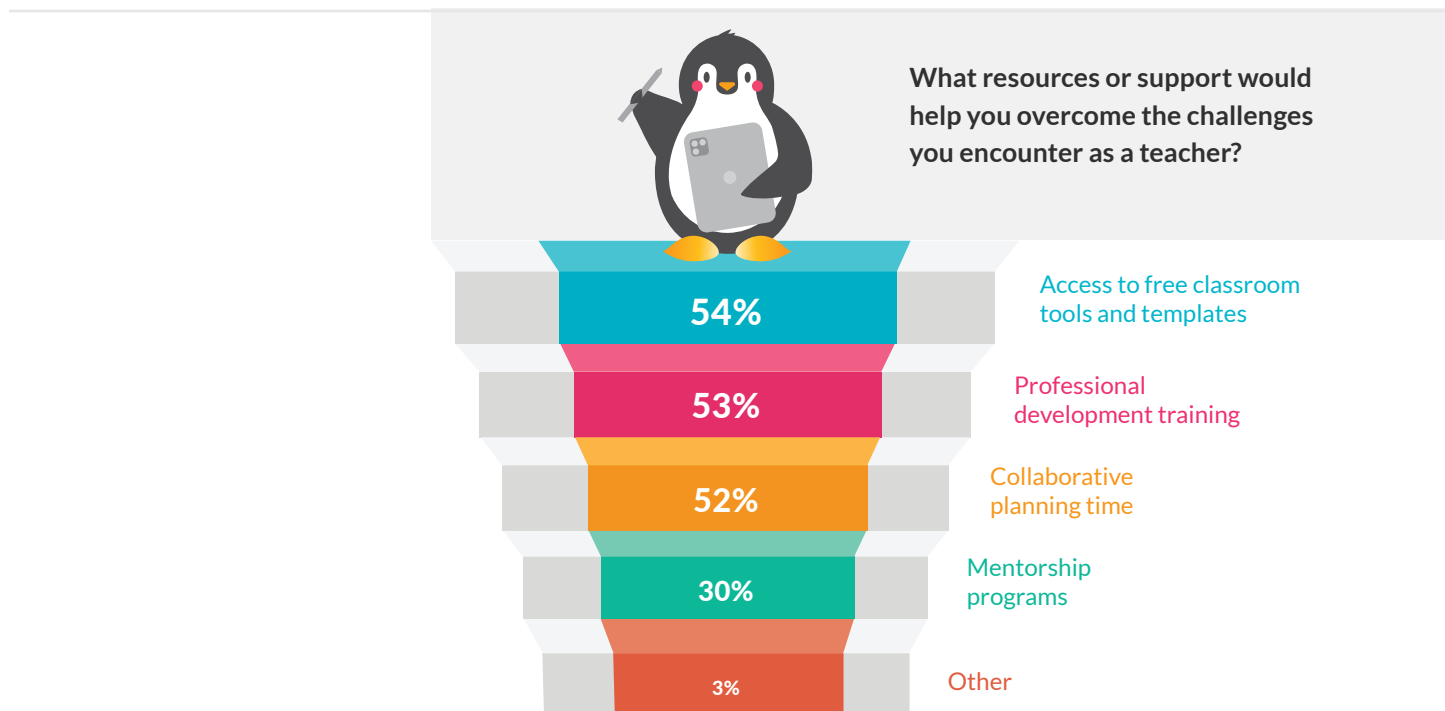 What resources or support would
help you overcome the challenges
you encounter as a teacher?
54%
Access to free classroom
tools and templates
53%
Professional
development training
52%
Collaborative
planning time
30%
Mentorship
programs
3%
Other